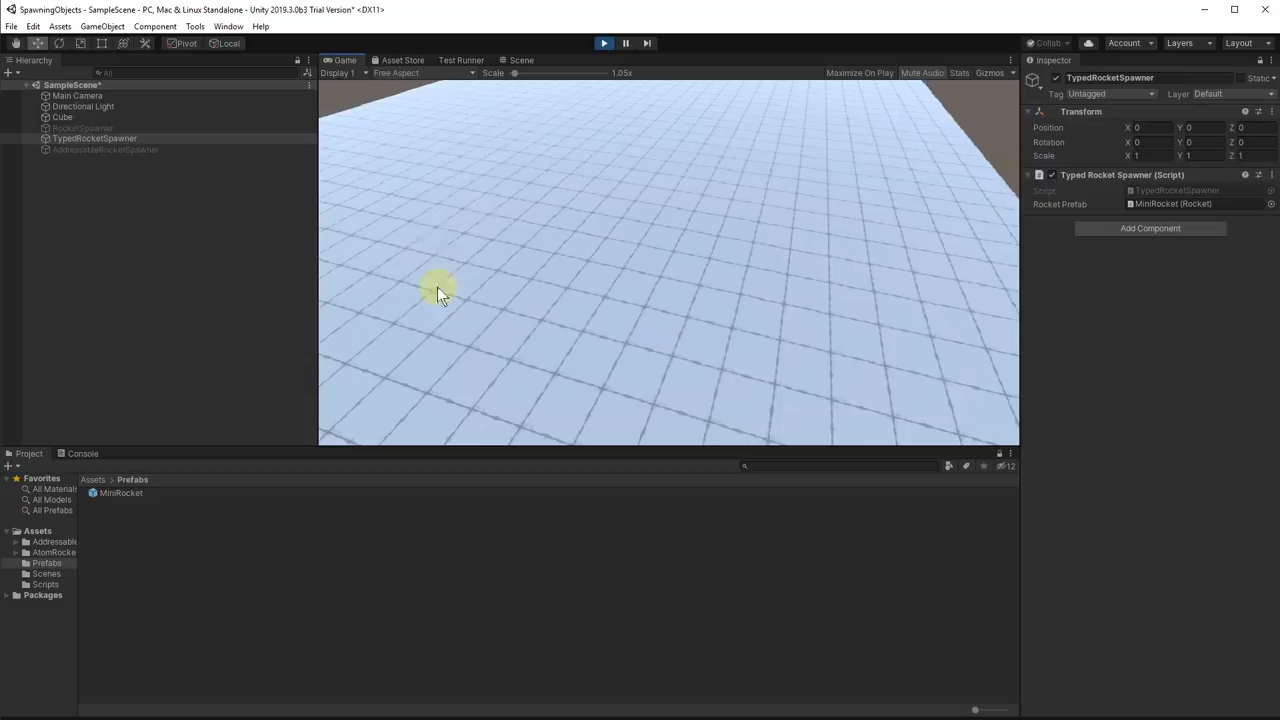 SpawningObjects - SampleScene - PC, Mac & Linux Standalone - Unity 2019.3.0b3 Trial Version* <DX11>
File Edit Assets GameObject Component Tools Window Help
Pivot Local Collab Account Layers Layout
Hierarchy
All
SampleScene*
Main Camera
Directional Light
Cube
RocketSpawner
TypedRocketSpawner
AddressableRocketSpawner
Game Asset Store Test Runner Scene
Display 1 Free Aspect Scale 1.05x Maximize On Play Mute Audio Stats Gizmos
Inspector
TypedRocketSpawner Static
Tag Untagged Layer Default
Transform
Position X 0 Y 0 Z 0
Rotation X 0 Y 0 Z 0
Scale X 1 Y 1 Z 1
Typed Rocket Spawner (Script)
Script TypedRocketSpawner
Rocket Prefab MiniRocket (Rocket)
Add Component
Project Console
12
Favorites
All Materials
All Models
All Prefabs
Assets
Addressable
AtomRocke
Prefabs
Scenes
Scripts
Packages
Assets > Prefabs
MiniRocket